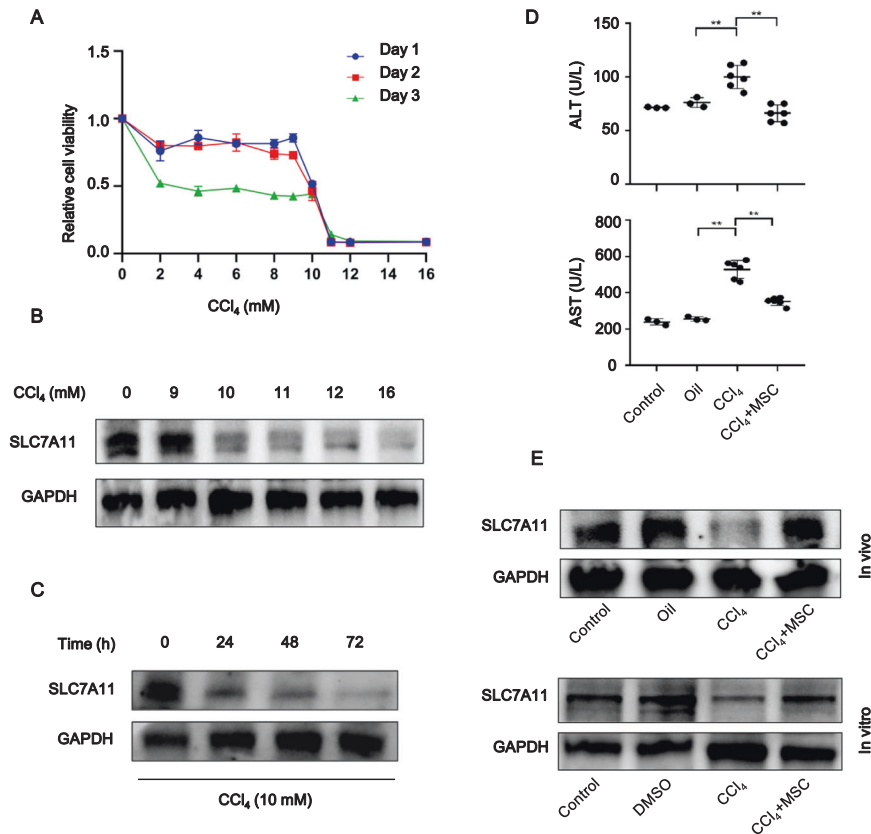 A
1.5
1.0
0.5
0.0
Relative cell viability
0 2 4 6 8 10 12 14 16
CCl₄ (mM)
Day 1
Day 2
Day 3
B
CCl₄ (mM) 0 9 10 11 12 16
SLC7A11
GAPDH
C
Time (h) 0 24 48 72
SLC7A11
GAPDH
CCl₄ (10 mM)
D
150
100
50
0
ALT (U/L)
** **
800
600
400
200
0
AST (U/L)
** **
Control Oil CCl₄ CCl₄+MSC
E
SLC7A11
GAPDH
Control Oil CCl₄ CCl₄+MSC
In vivo
SLC7A11
GAPDH
Control DMSO CCl₄ CCl₄+MSC
In vitro